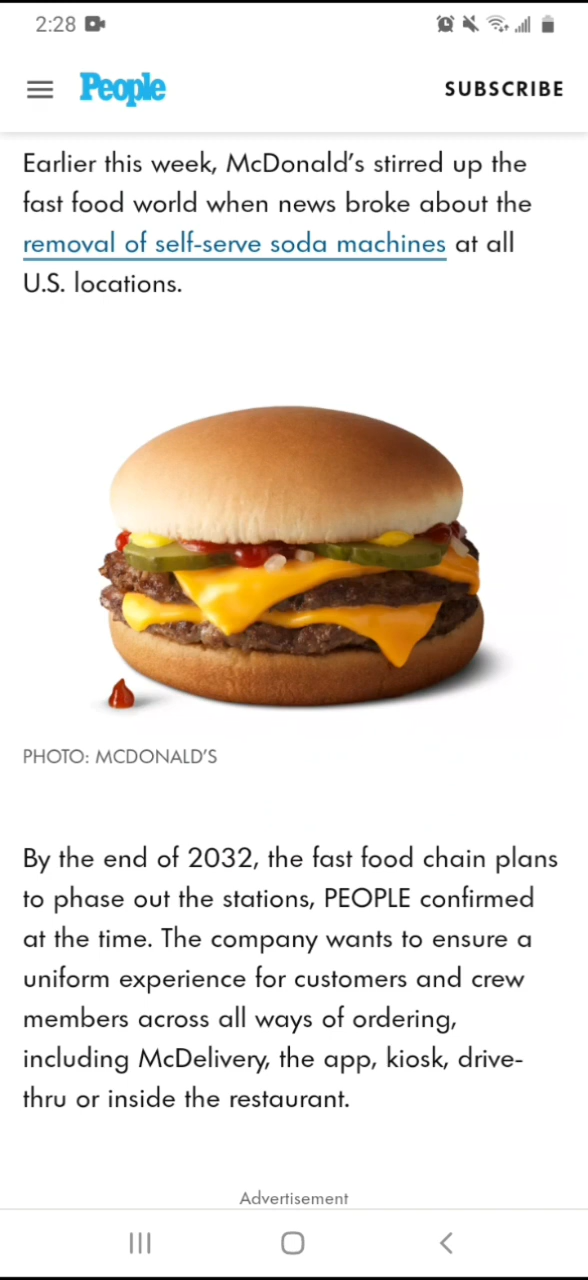 2:28
People
SUBSCRIBE
Earlier this week, McDonald's stirred up the
fast food world when news broke about the
removal of self-serve soda machines at all
U.S. locations.
PHOTO: MCDONALD'S
By the end of 2032, the fast food chain plans
to phase out the stations, PEOPLE confirmed
at the time. The company wants to ensure a
uniform experience for customers and crew
members across all ways of ordering,
including McDelivery, the app, kiosk, drive-
thru or inside the restaurant.
Advertisement